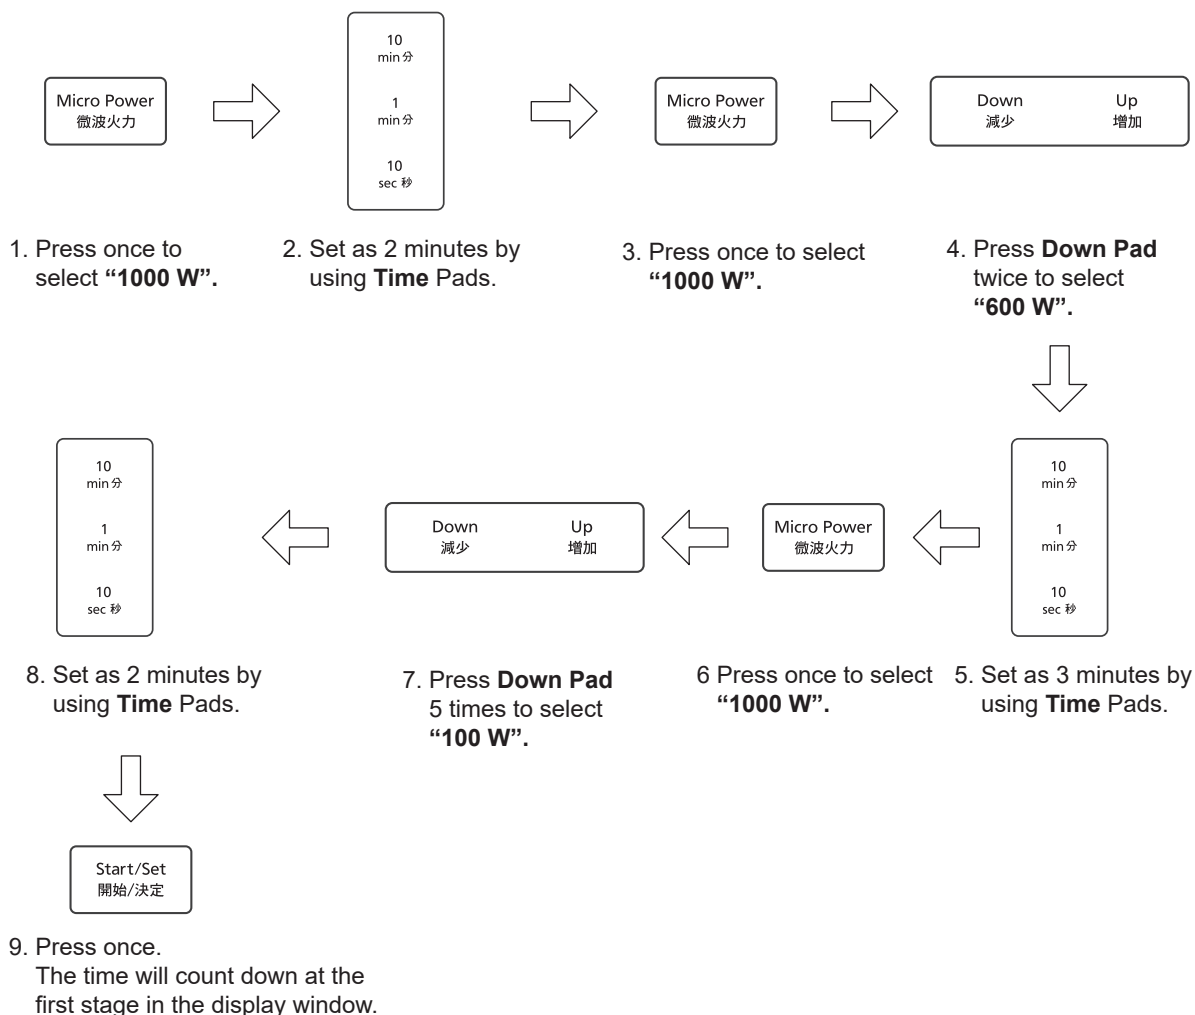 Micro Power
微波火力
10
min 分
1
min 分
10
sec 秒
Micro Power
微波火力
Down Up
減少 增加
1. Press once to
select “1000 W”.
2. Set as 2 minutes by
using Time Pads.
3. Press once to select
“1000 W”.
4. Press Down Pad
twice to select
“600 W”.
10
min 分
1
min 分
10
sec 秒
Micro Power
微波火力
Down Up
減少 增加
10
min 分
1
min 分
10
sec 秒
5. Set as 3 minutes by
using Time Pads.
6 Press once to select
“1000 W”.
7. Press Down Pad
5 times to select
“100 W”.
8. Set as 2 minutes by
using Time Pads.
Start/Set
開始/決定
9. Press once.
The time will count down at the
first stage in the display window.